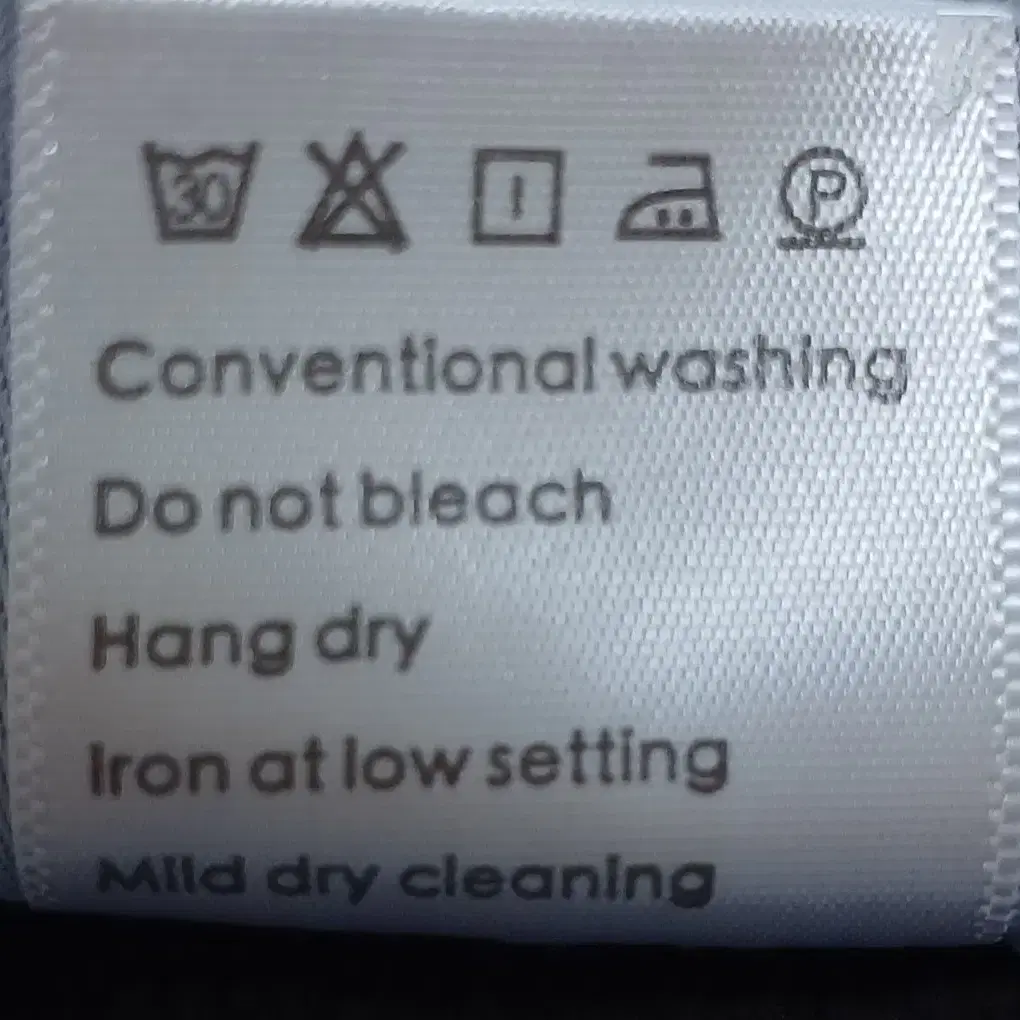 30 P
Conventional washing
Do not bleach
Hang dry
Iron at low setting
Mild dry cleaning